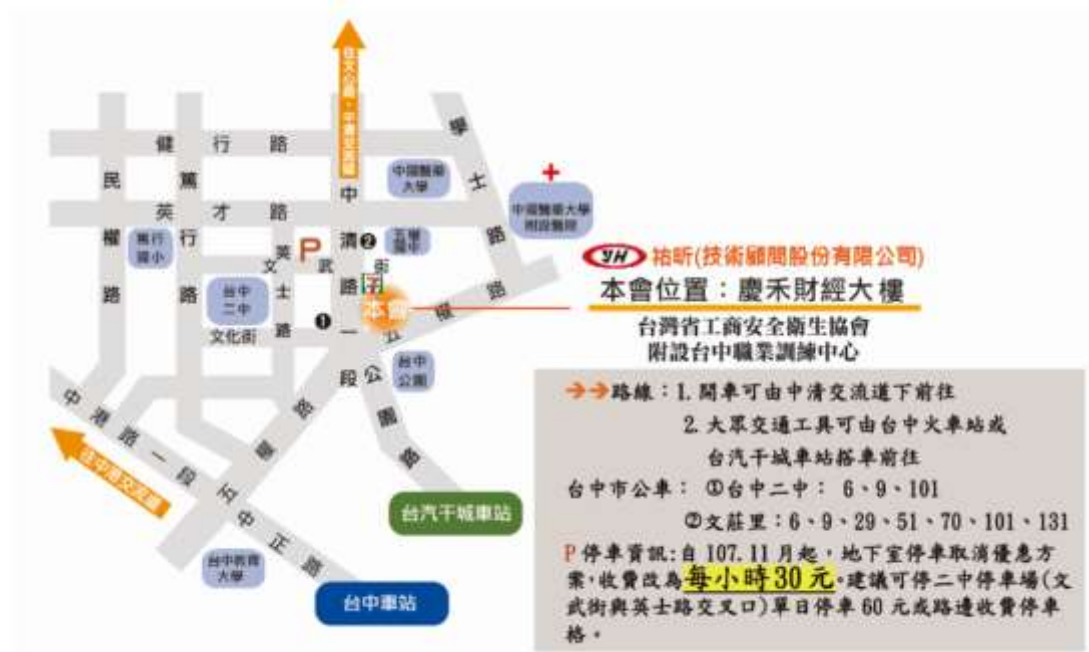 健行路
學士路
民權路
篤行路
中國醫藥
大學
中國醫藥大學
附設醫院
英才路
篤行
國小
中清路一段
❷
五權
國中
P
文武街
英士路
台中
二中
本會
❶
文化街
五權路
台中
公園
公園路
中港路一段
五權路
中正路
台汽干城車站
台中教育
大學
台中車站
YH 祐昕(技術顧問股份有限公司)
本會位置：慶禾財經大樓
台灣省工商安全衛生協會
附設台中職業訓練中心
→→路線：1. 開車可由中清交流道下前往
2. 大眾交通工具可由台中火車站或
台汽干城車站搭車前往
台中市公車： ①台中二中： 6、9、101
②文莊里：6、9、29、51、70、101、131
P 停車資訊:自 107.11 月起，地下室停車取消優惠方
案，收費改為每小時30元。建議可停二中停車場(文
武街與英士路交叉口)單日停車 60 元或路邊收費停車
格。